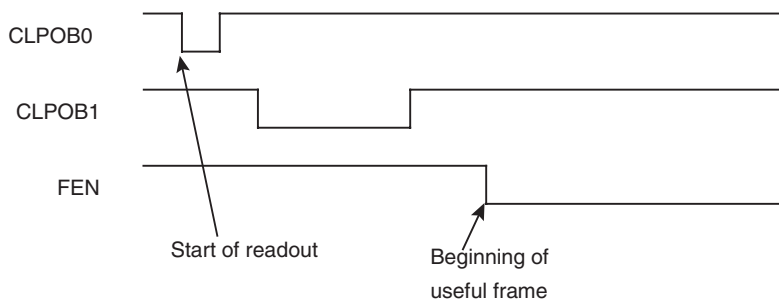 CLPOB0
CLPOB1
FEN
Start of readout
Beginning of
useful frame